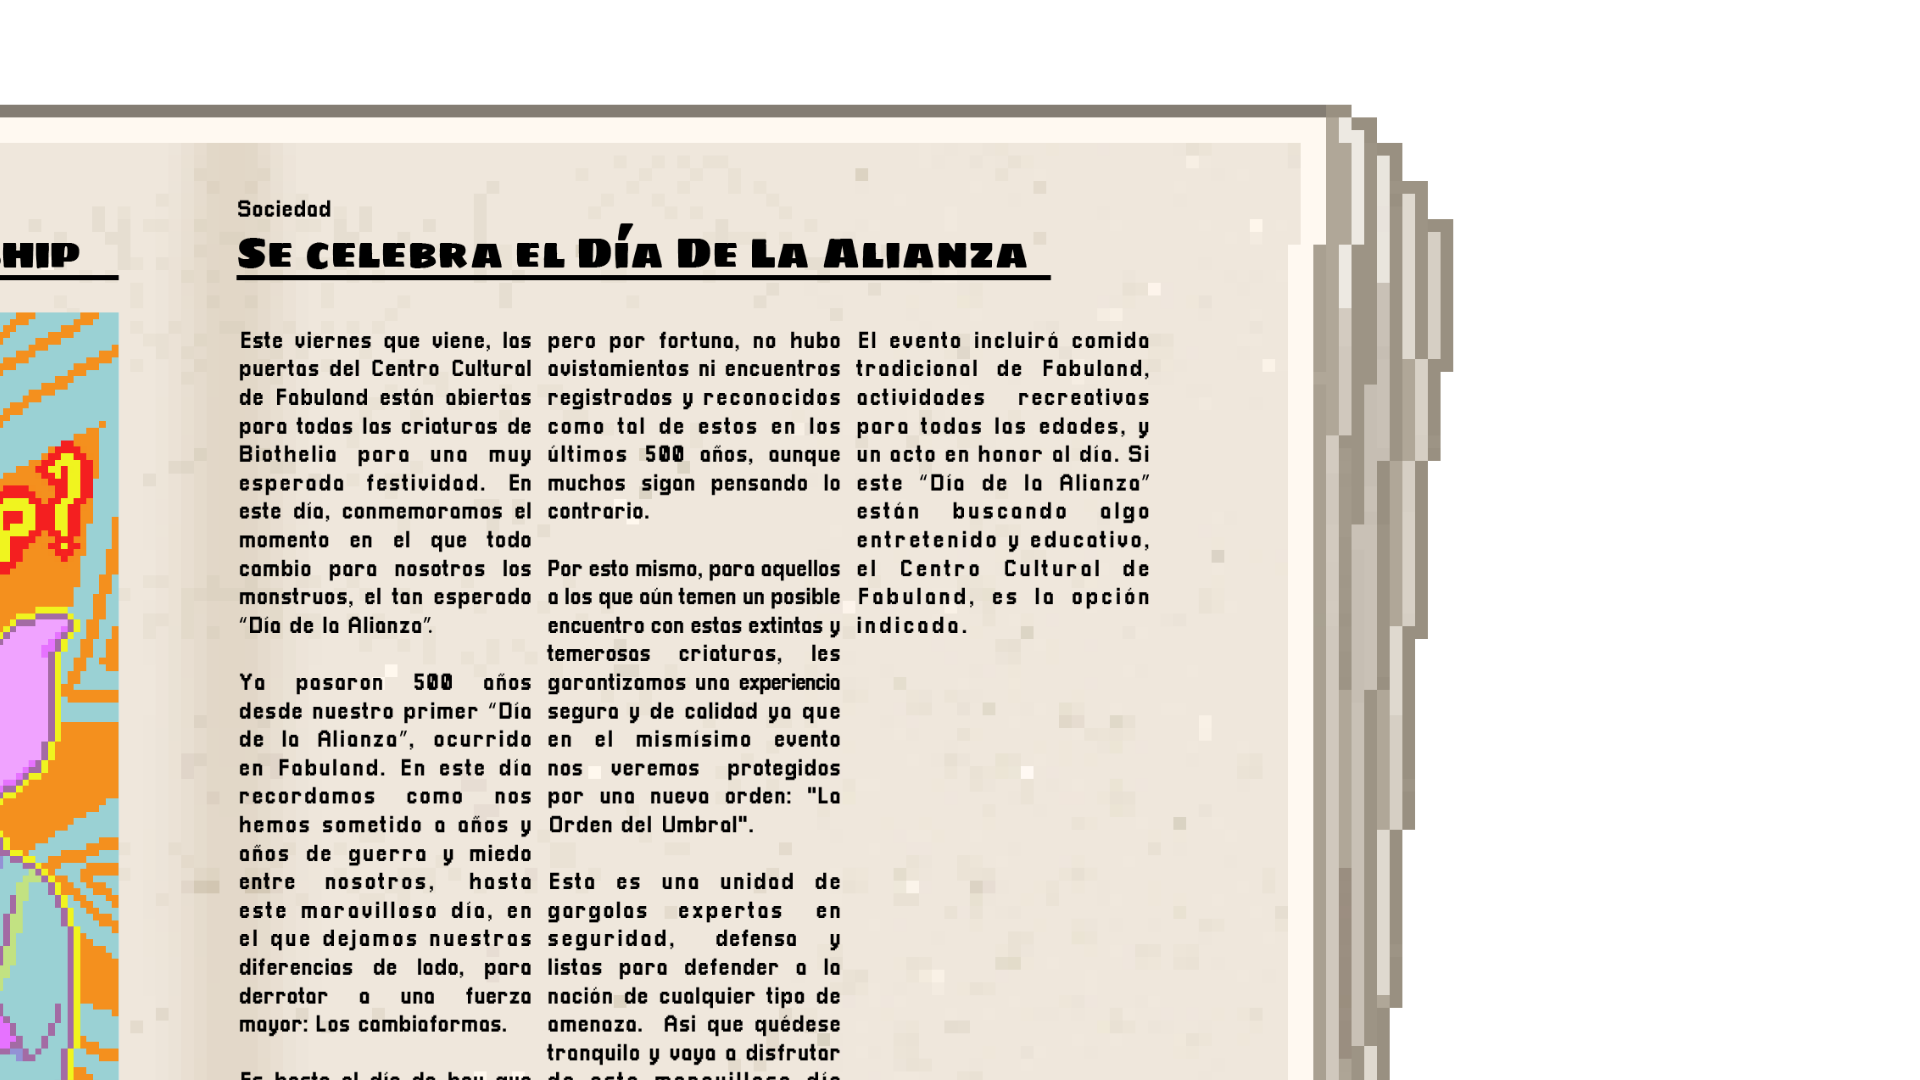 HIP
Sociedad
Se celebra el Día De La Alianza
Este viernes que viene, las
puertas del Centro Cultural
de Fabuland están abiertas
para todas las criaturas de
Biothelia para una muy
esperada festividad. En
este día, conmemoramos el
momento en el que todo
cambio para nosotros los
monstruos, el tan esperado
“Día de la Alianza”.
Ya pasaron 500 años
desde nuestro primer “Día
de la Alianza”, ocurrido
en Fabuland. En este día
recordamos como nos
hemos sometido a años y
años de guerra y miedo
entre nosotros, hasta
este maravilloso día, en
el que dejamos nuestras
diferencias de lado, para
derrotar a una fuerza
mayor: Los cambiaformas.
Es hasta el día de hoy que
pero por fortuna, no hubo
avistamientos ni encuentros
registrados y reconocidos
como tal de estos en los
últimos 500 años, aunque
muchos sigan pensando lo
contrario.
Por esto mismo, para aquellos
a los que aún temen un posible
encuentro con estas extintas y
temerosas criaturas, les
garantizamos una experiencia
segura y de calidad ya que
en el mismísimo evento
nos veremos protegidos
por una nueva orden: "La
Orden del Umbral".
Esta es una unidad de
gargolas expertas en
seguridad, defensa y
listas para defender a la
nación de cualquier tipo de
amenaza. Asi que quédese
tranquilo y vaya a disfrutar
de este maravilloso día
El evento incluirá comida
tradicional de Fabuland,
actividades recreativas
para todas las edades, y
un acto en honor al día. Si
este “Día de la Alianza”
están buscando algo
entretenido y educativo,
el Centro Cultural de
Fabuland, es la opción
indicada.